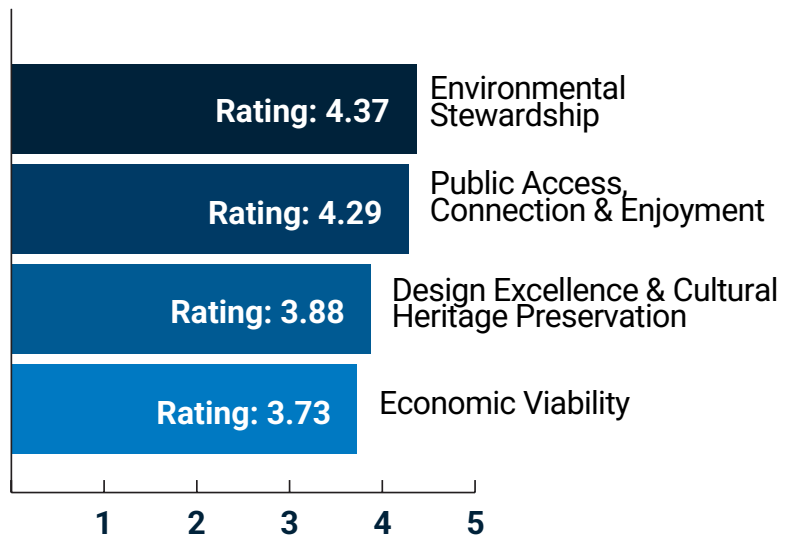 Rating: 4.37
Environmental
Stewardship
Rating: 4.29
Public Access,
Connection & Enjoyment
Rating: 3.88
Design Excellence & Cultural
Heritage Preservation
Rating: 3.73
Economic Viability
1 2 3 4 5